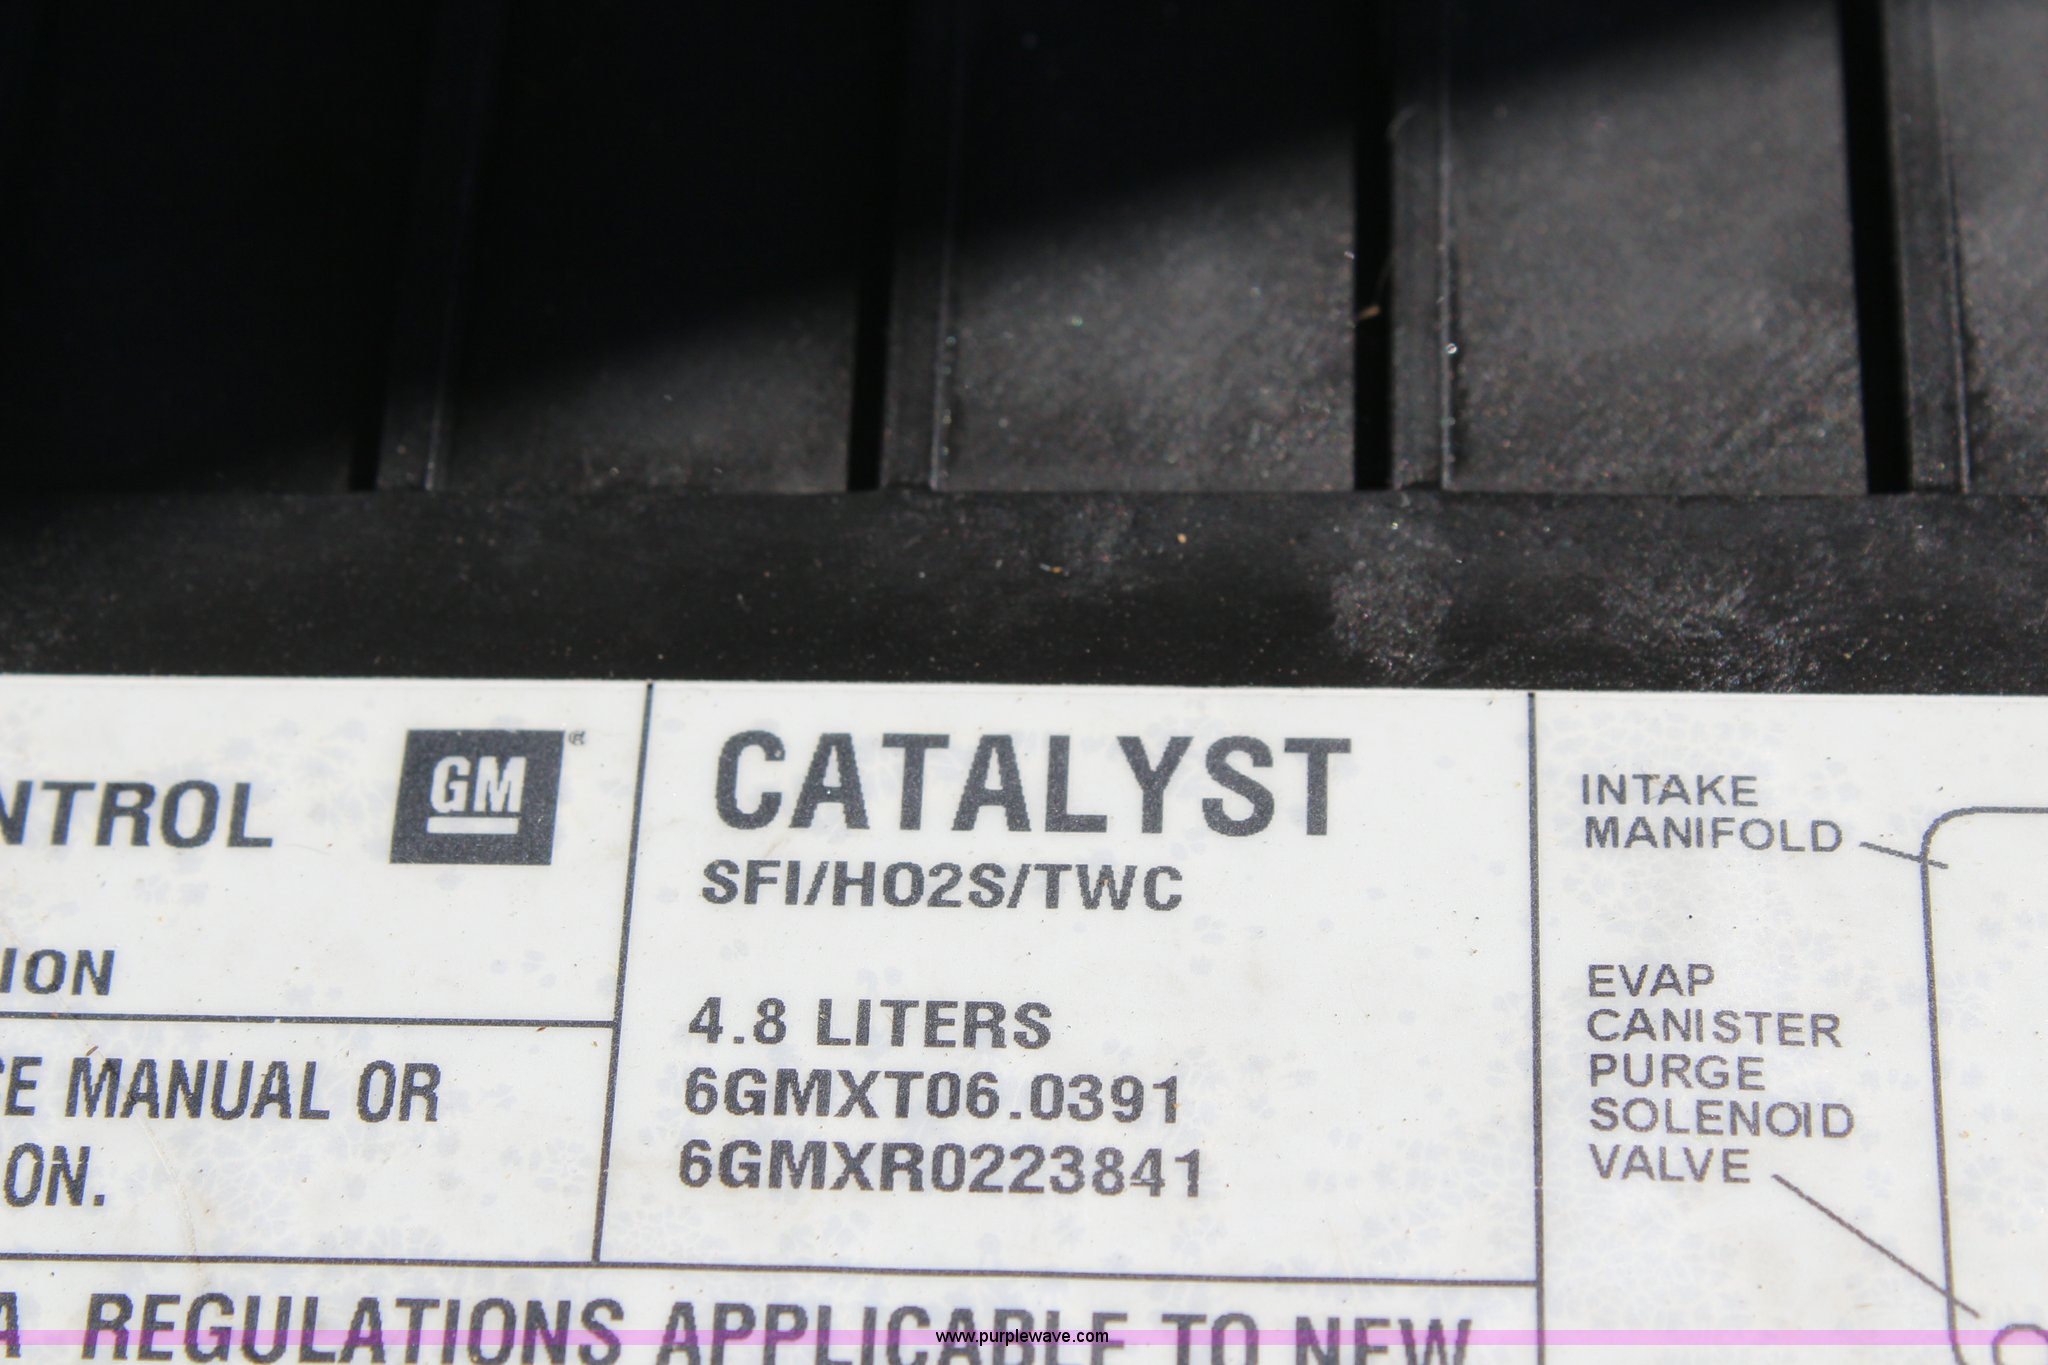 NTROL
GM
ION
CE MANUAL OR
ON.
CATALYST
SFI/HO2S/TWC
4.8 LITERS
6GMXT06.0391
6GMXR0223841
INTAKE
MANIFOLD
EVAP
CANISTER
PURGE
SOLENOID
VALVE
A REGULATIONS APPLICABLE TO NEW
www.purplewave.com